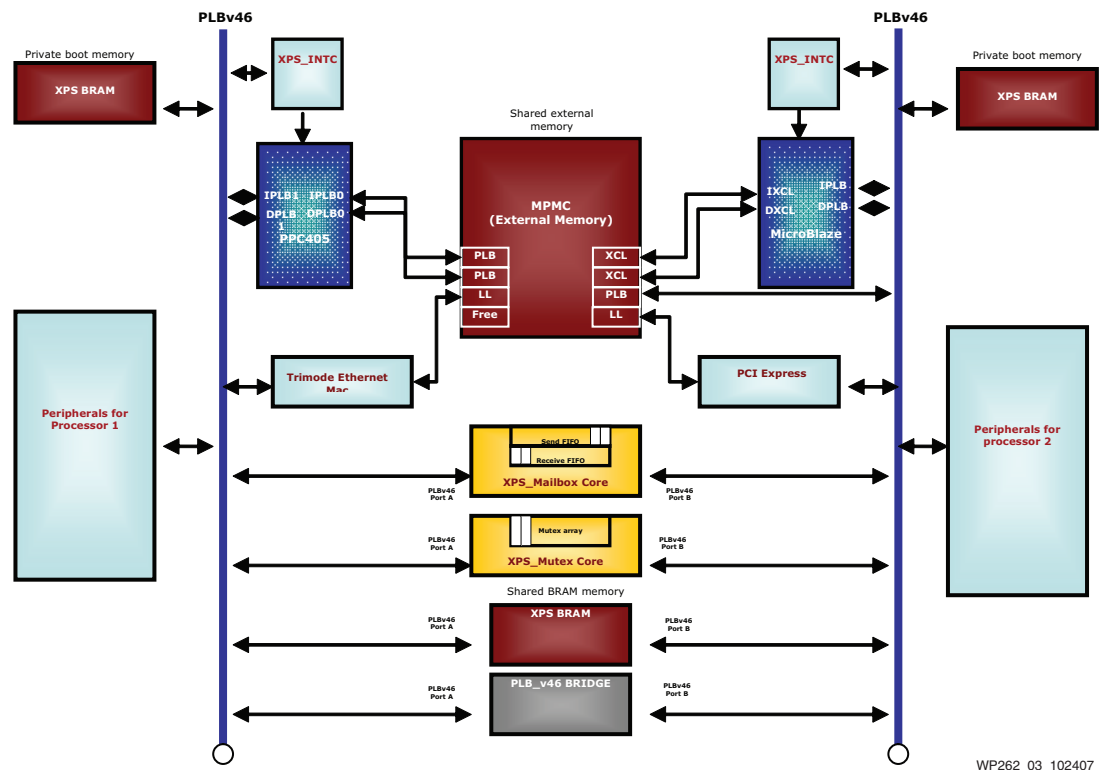 PLBv46
PLBv46
Private boot memory
XPS BRAM
XPS_INTC
XPS_INTC
Private boot memory
XPS BRAM
Shared external
memory
MPMC
(External Memory)
PLB
PLB
LL
Free
XCL
XCL
PLB
LL
IPLB1 IPLB0
DPLB DPLB0
1
PPC405
IXCL IPLB
DXCL DPLB
MicroBlaze
Trimode Ethernet
Mac
PCI Express
Peripherals for
Processor 1
Peripherals for
processor 2
Send FIFO
Receive FIFO
XPS_Mailbox Core
PLBv46
Port A
PLBv46
Port B
Mutex array
XPS_Mutex Core
PLBv46
Port A
PLBv46
Port B
Shared BRAM memory
XPS BRAM
PLBv46
Port A
PLBv46
Port B
PLB_v46 BRIDGE
PLBv46
Port A
PLBv46
Port B
WP262_03_102407